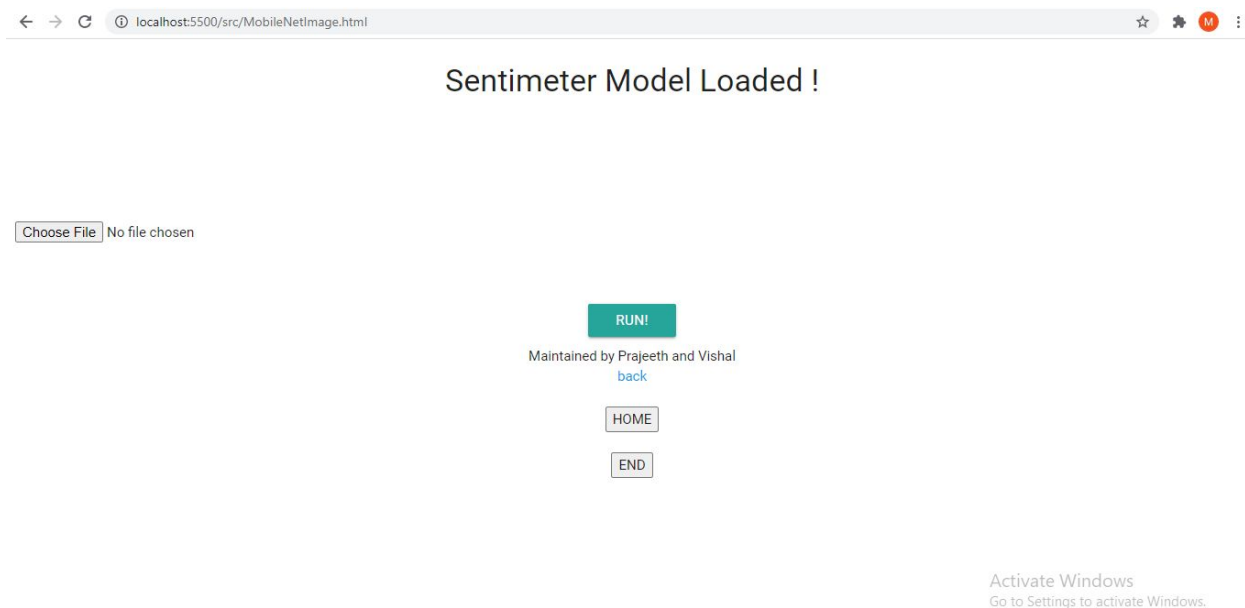 localhost:5500/src/MobileNetImage.html
M
Sentimeter Model Loaded !
Choose File No file chosen
RUN!
Maintained by Prajeeth and Vishal
back
HOME
END
Activate Windows
Go to Settings to activate Windows.